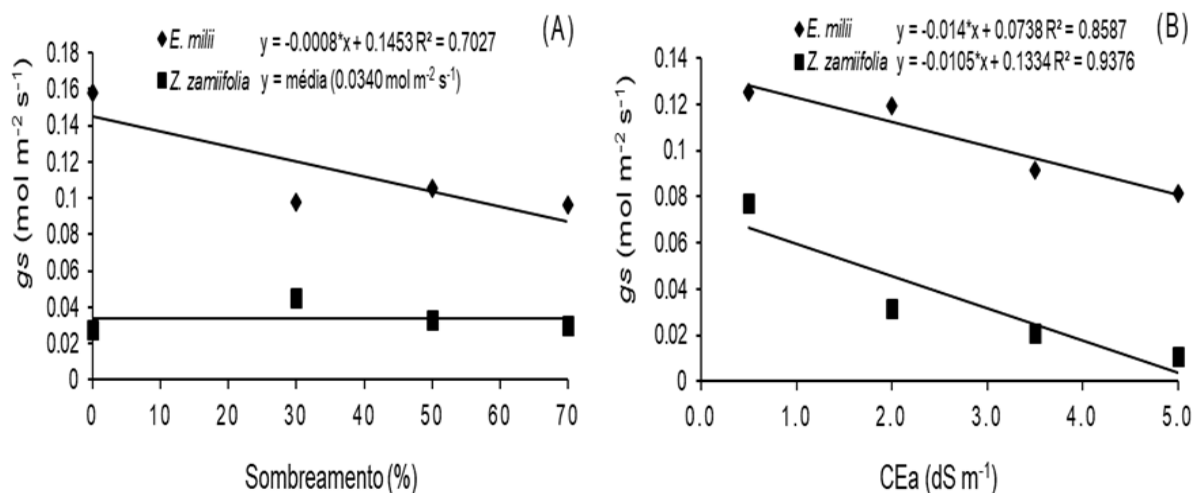 E. milii y = -0.0008*x + 0.1453 R² = 0.7027 (A)
Z. zamiifolia y = média (0.0340 mol m⁻² s⁻¹)
gs (mol m⁻² s⁻¹)
0.18
0.16
0.14
0.12
0.1
0.08
0.06
0.04
0.02
0
0 10 20 30 40 50 60 70
Sombreamento (%)
E. milii y = -0.014*x + 0.0738 R² = 0.8587 (B)
Z. zamiifolia y = -0.0105*x + 0.1334 R² = 0.9376
gs (mol m⁻² s⁻¹)
0.14
0.12
0.1
0.08
0.06
0.04
0.02
0
0.0 1.0 2.0 3.0 4.0 5.0
CEa (dS m⁻¹)